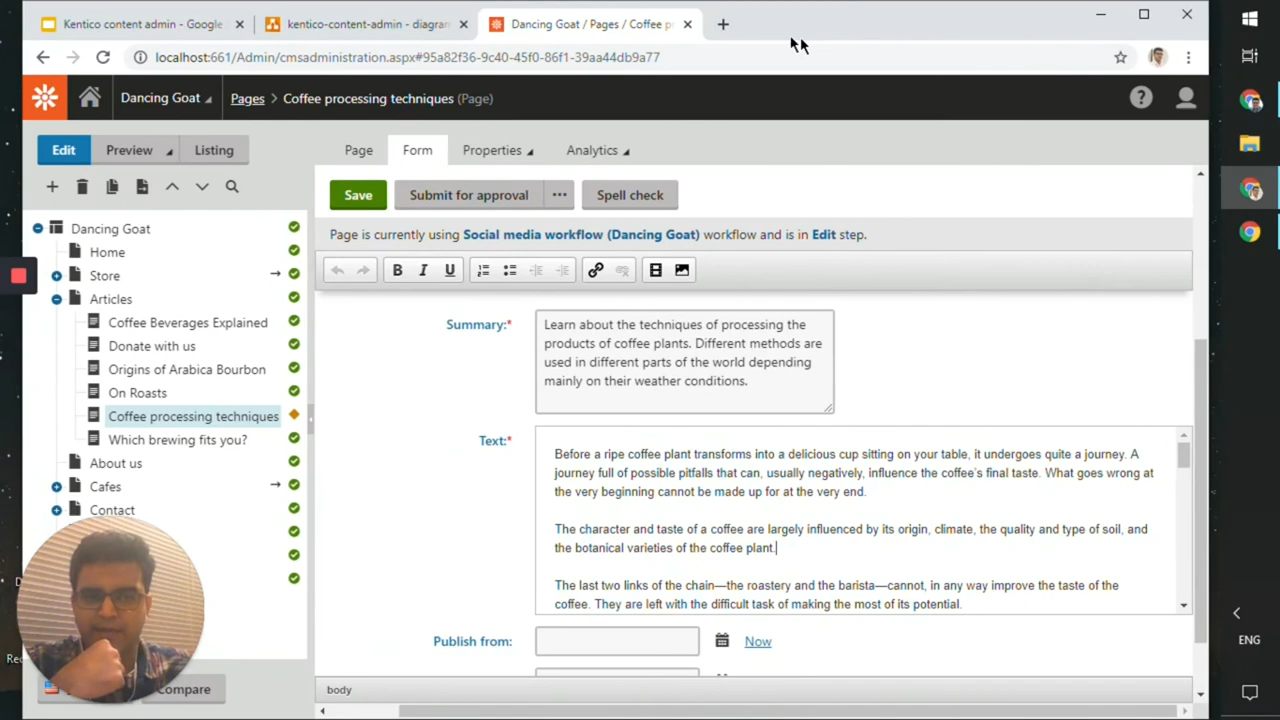 Kentico content admin - Google
kentico-content-admin - diagram
Dancing Goat / Pages / Coffee pr
localhost:661/Admin/cmsadministration.aspx#95a82f36-9c40-45f0-86f1-39aa44db9a77
Dancing Goat
Pages > Coffee processing techniques (Page)
Edit Preview Listing
Page Form Properties Analytics
Save Submit for approval ••• Spell check
Page is currently using Social media workflow (Dancing Goat) workflow and is in Edit step.
B I U
Dancing Goat
Home
Store
Articles
Coffee Beverages Explained
Donate with us
Origins of Arabica Bourbon
On Roasts
Coffee processing techniques
Which brewing fits you?
About us
Cafes
Contact
Compare
Summary:*
Learn about the techniques of processing the
products of coffee plants. Different methods are
used in different parts of the world depending
mainly on their weather conditions.
Text:*
Before a ripe coffee plant transforms into a delicious cup sitting on your table, it undergoes quite a journey. A
journey full of possible pitfalls that can, usually negatively, influence the coffee's final taste. What goes wrong at
the very beginning cannot be made up for at the very end.
The character and taste of a coffee are largely influenced by its origin, climate, the quality and type of soil, and
the botanical varieties of the coffee plant.
The last two links of the chain—the roastery and the barista—cannot, in any way improve the taste of the
coffee. They are left with the difficult task of making the most of its potential.
Publish from:
Now
body
ENG